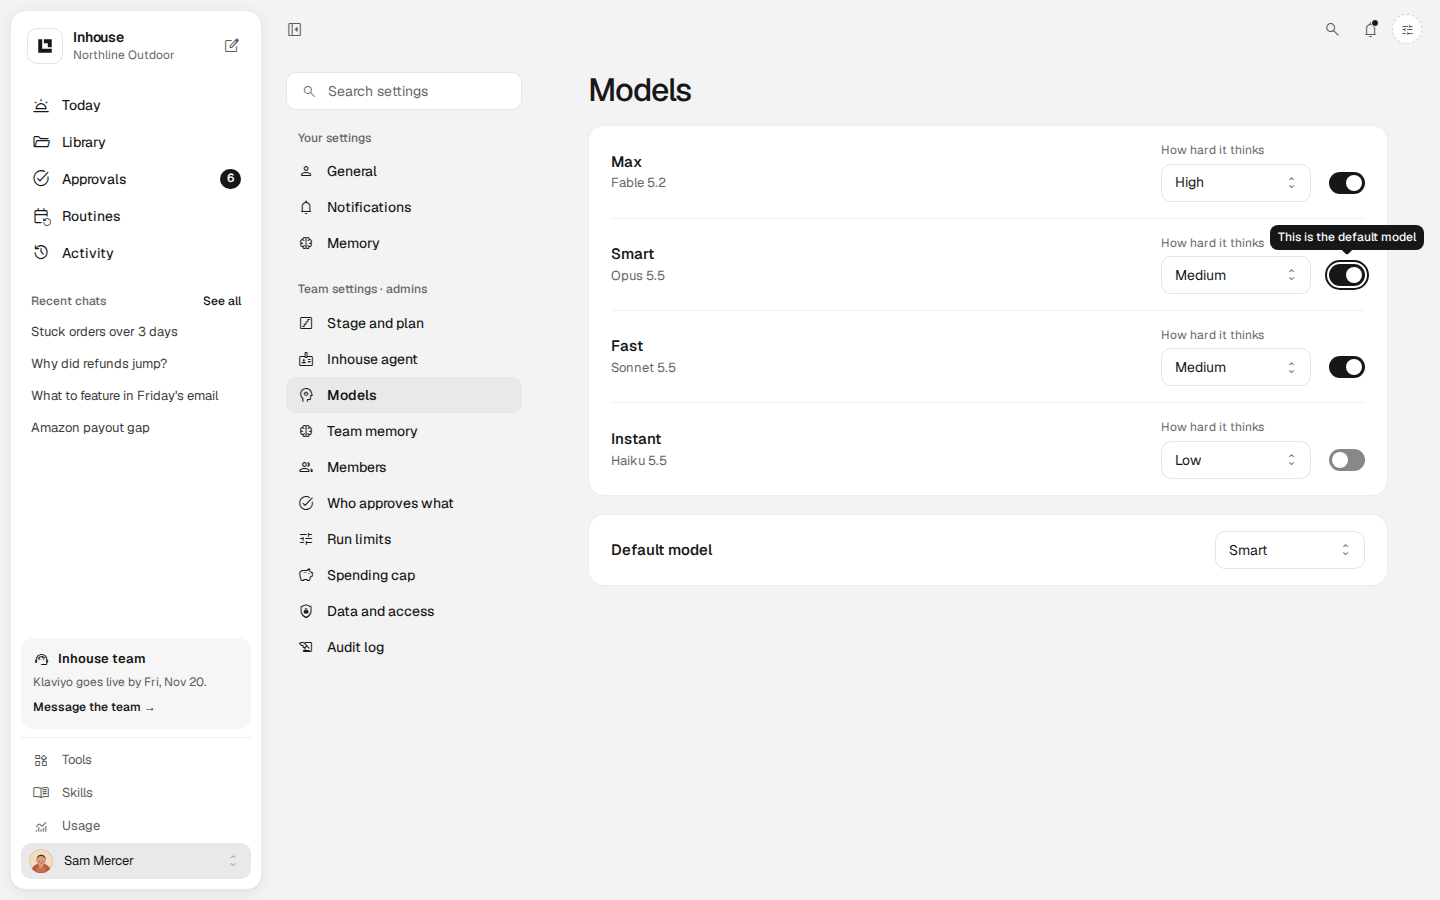 Inhouse
Northline Outdoor
Today
Library
Approvals
6
Routines
Activity
Recent chats
See all
Stuck orders over 3 days
Why did refunds jump?
What to feature in Friday's email
Amazon payout gap
Inhouse team
Klaviyo goes live by Fri, Nov 20.
Message the team →
Tools
Skills
Usage
Sam Mercer
Search settings
Your settings
General
Notifications
Memory
Team settings · admins
Stage and plan
Inhouse agent
Models
Team memory
Members
Who approves what
Run limits
Spending cap
Data and access
Audit log
Models
Max
Fable 5.2
How hard it thinks
High
Smart
Opus 5.5
How hard it thinks
This is the default model
Medium
Fast
Sonnet 5.5
How hard it thinks
Medium
Instant
Haiku 5.5
How hard it thinks
Low
Default model
Smart